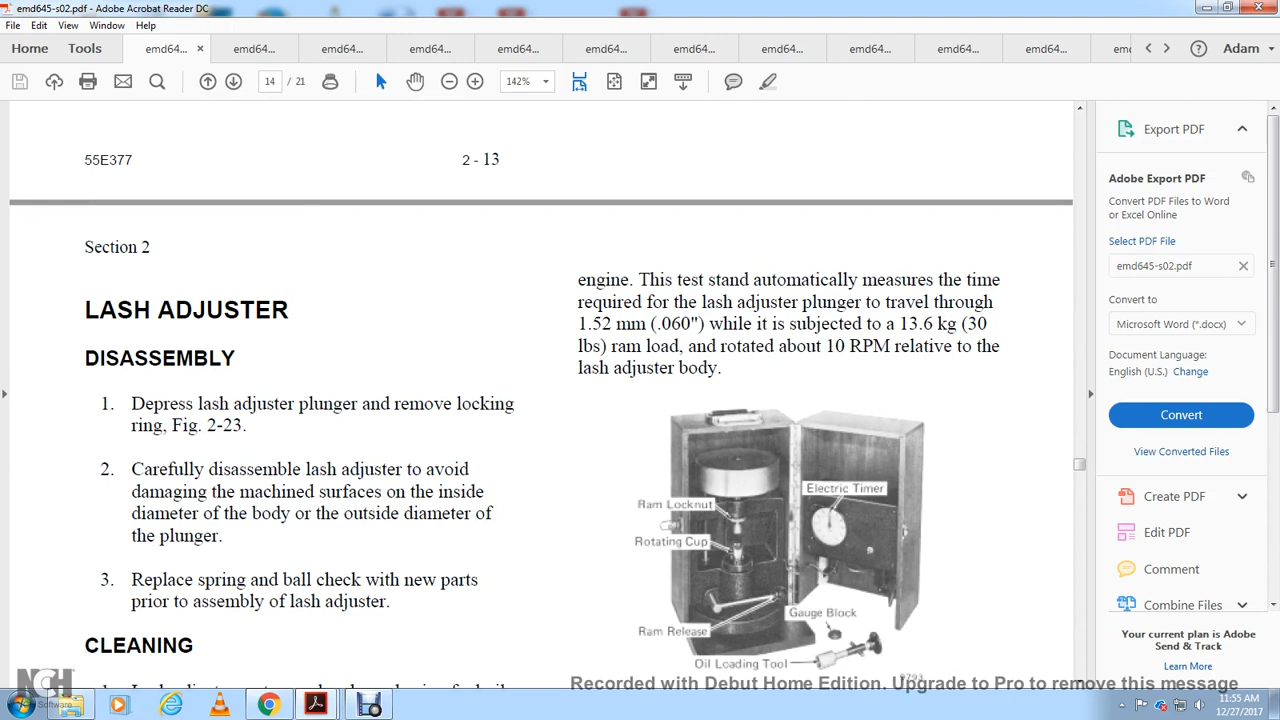 emd645-s02.pdf - Adobe Acrobat Reader DC
File Edit View Window Help
Home Tools emd64... × emd64... emd64... emd64... emd64... emd64... emd64... emd64... emd64... emd64... emd64... em Adam
14 / 21 142%
55E377 2 - 13
Section 2
LASH ADJUSTER
DISASSEMBLY
1. Depress lash adjuster plunger and remove locking
ring, Fig. 2-23.
2. Carefully disassemble lash adjuster to avoid
damaging the machined surfaces on the inside
diameter of the body or the outside diameter of
the plunger.
3. Replace spring and ball check with new parts
prior to assembly of lash adjuster.
CLEANING
engine. This test stand automatically measures the time
required for the lash adjuster plunger to travel through
1.52 mm (.060") while it is subjected to a 13.6 kg (30
lbs) ram load, and rotated about 10 RPM relative to the
lash adjuster body.
Electric Timer
Ram Locknut
Rotating Cup
Gauge Block
Ram Release
Oil Loading Tool
Export PDF
Adobe Export PDF
Convert PDF Files to Word
or Excel Online
Select PDF File
emd645-s02.pdf
Convert to
Microsoft Word (*.docx)
Document Language:
English (U.S.) Change
Convert
View Converted Files
Create PDF
Edit PDF
Comment
Combine Files
Your current plan is Adobe
Send & Track
Learn More
NCH
Software
Recorded with Debut Home Edition. Upgrade to Pro to remove this message
11:55 AM
12/27/2017